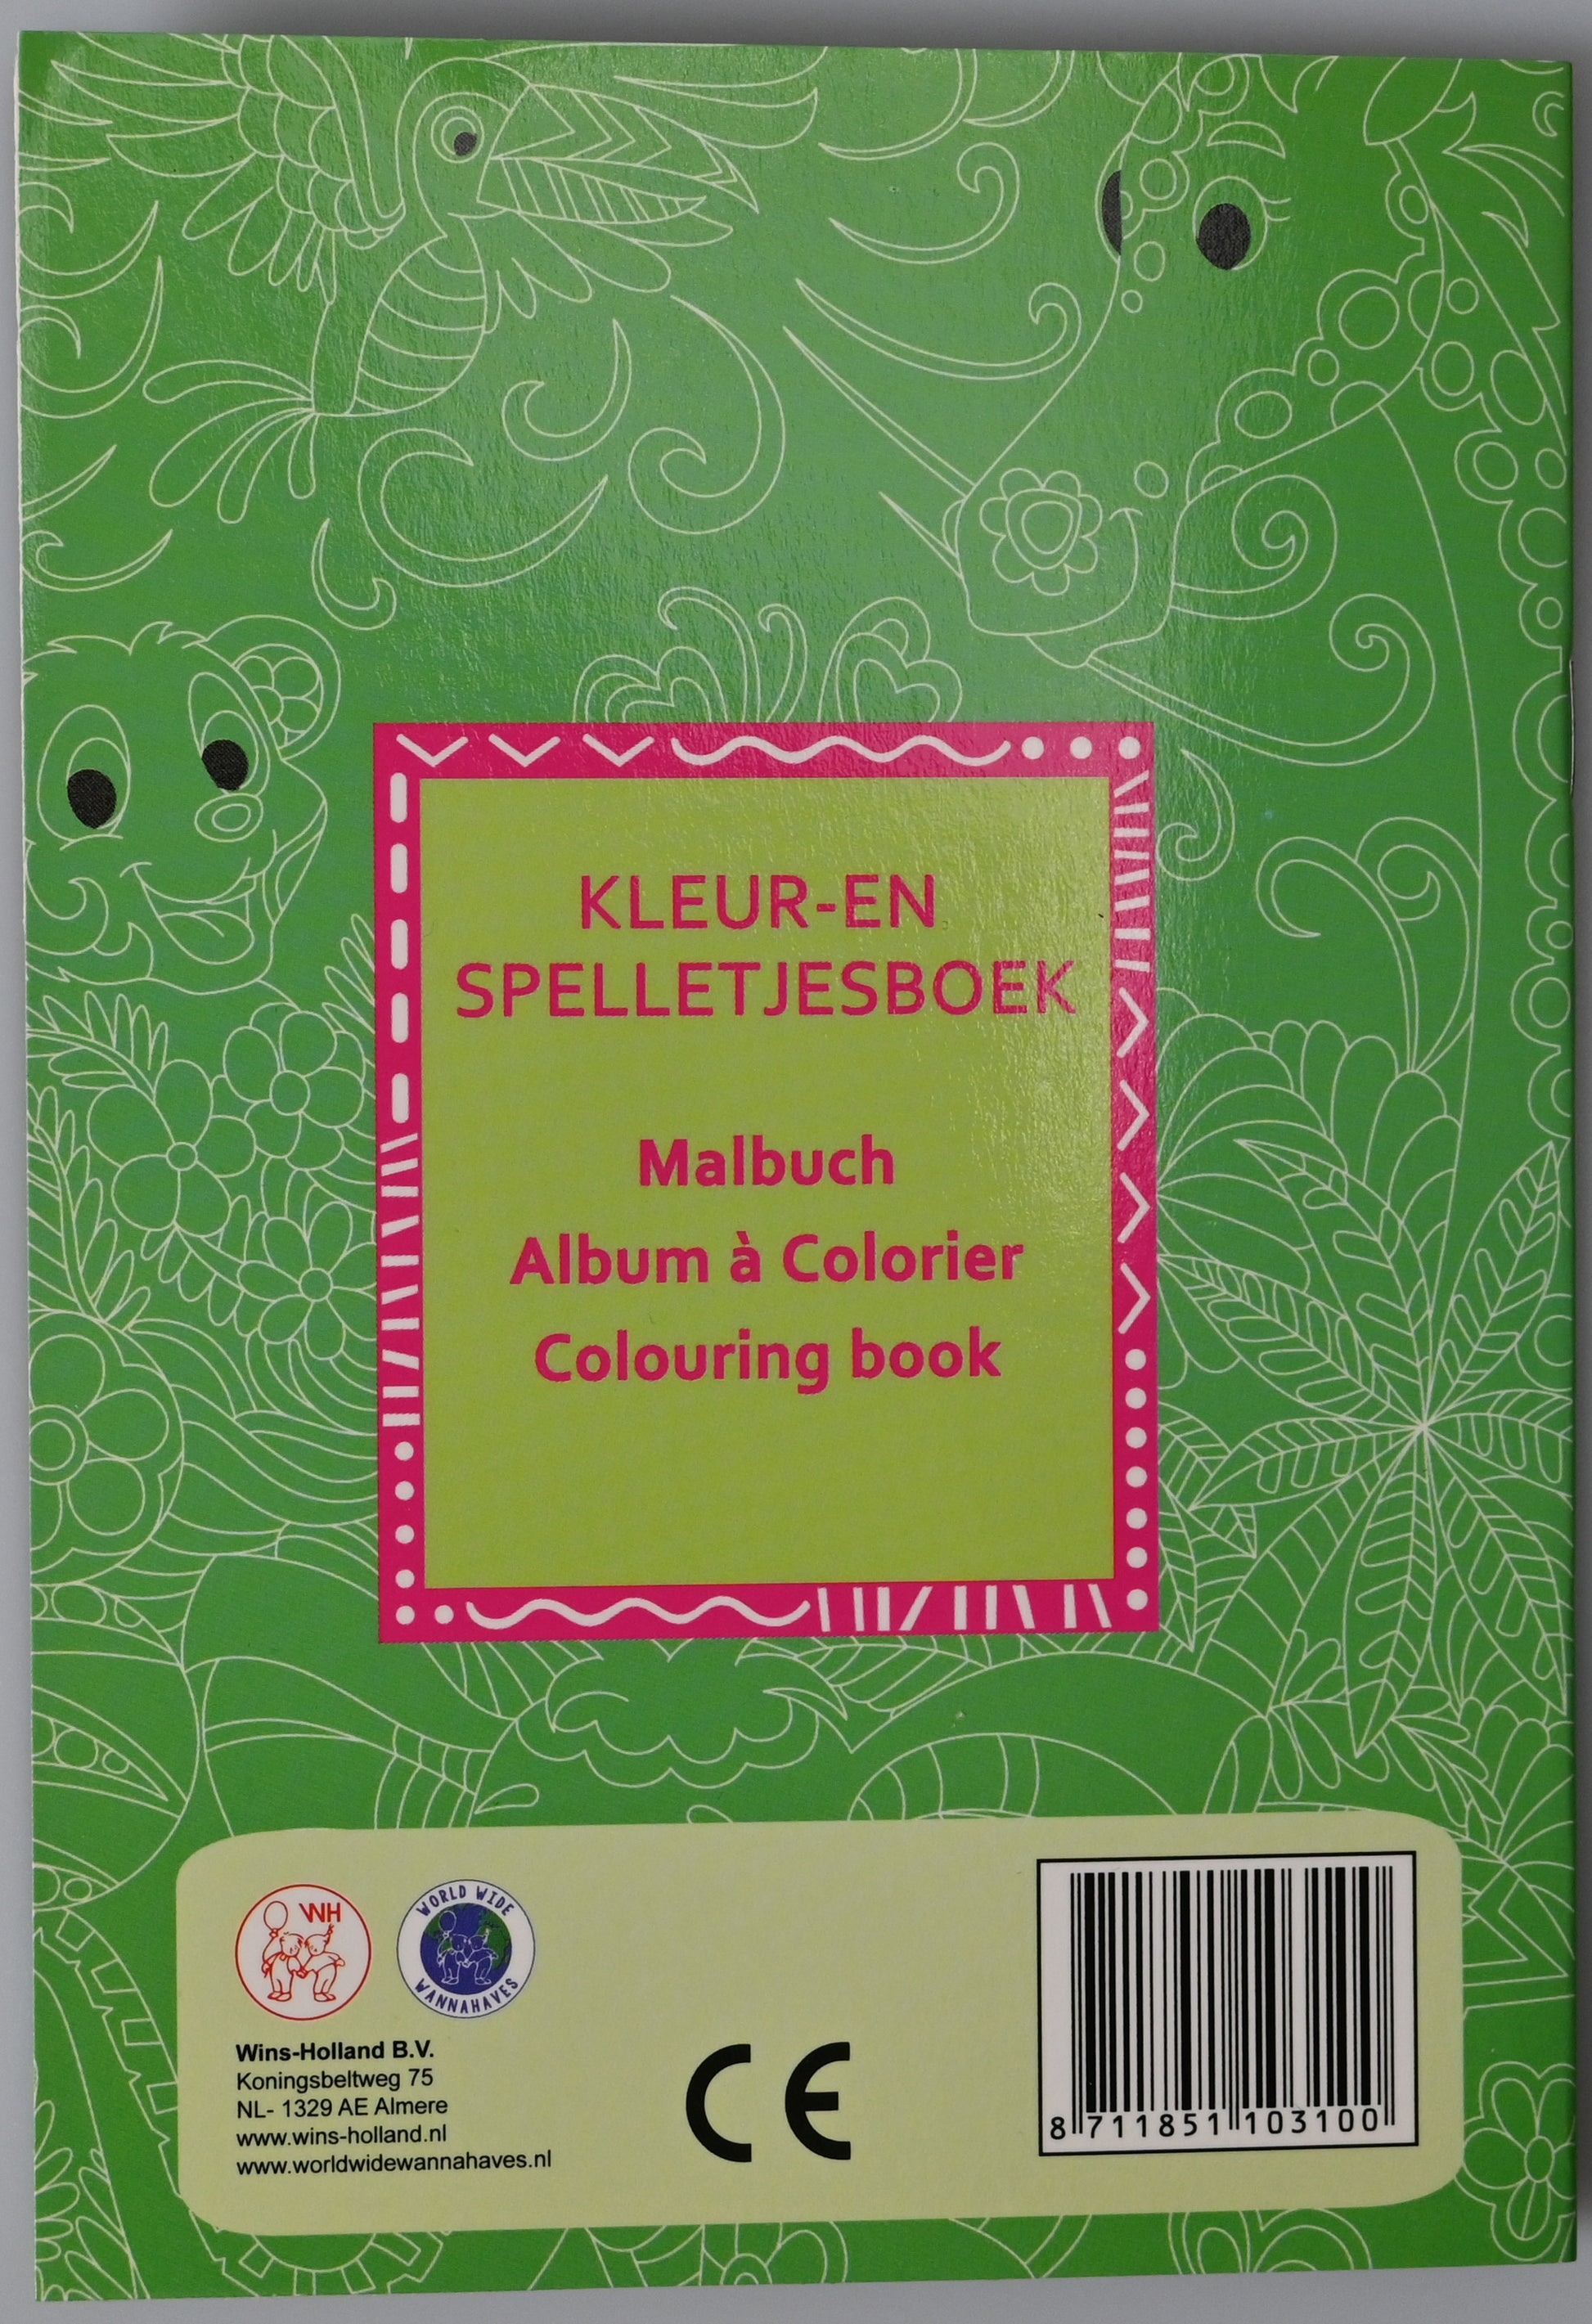 KLEUR-EN
SPELLETJESBOEK
Malbuch
Album à Colorier
Colouring book
WH
WORLD WIDE
WANNAHAVES
Wins-Holland B.V.
Koningsbeltweg 75
NL- 1329 AE Almere
www.wins-holland.nl
www.worldwidewannahaves.nl
CE
8 711851 103100